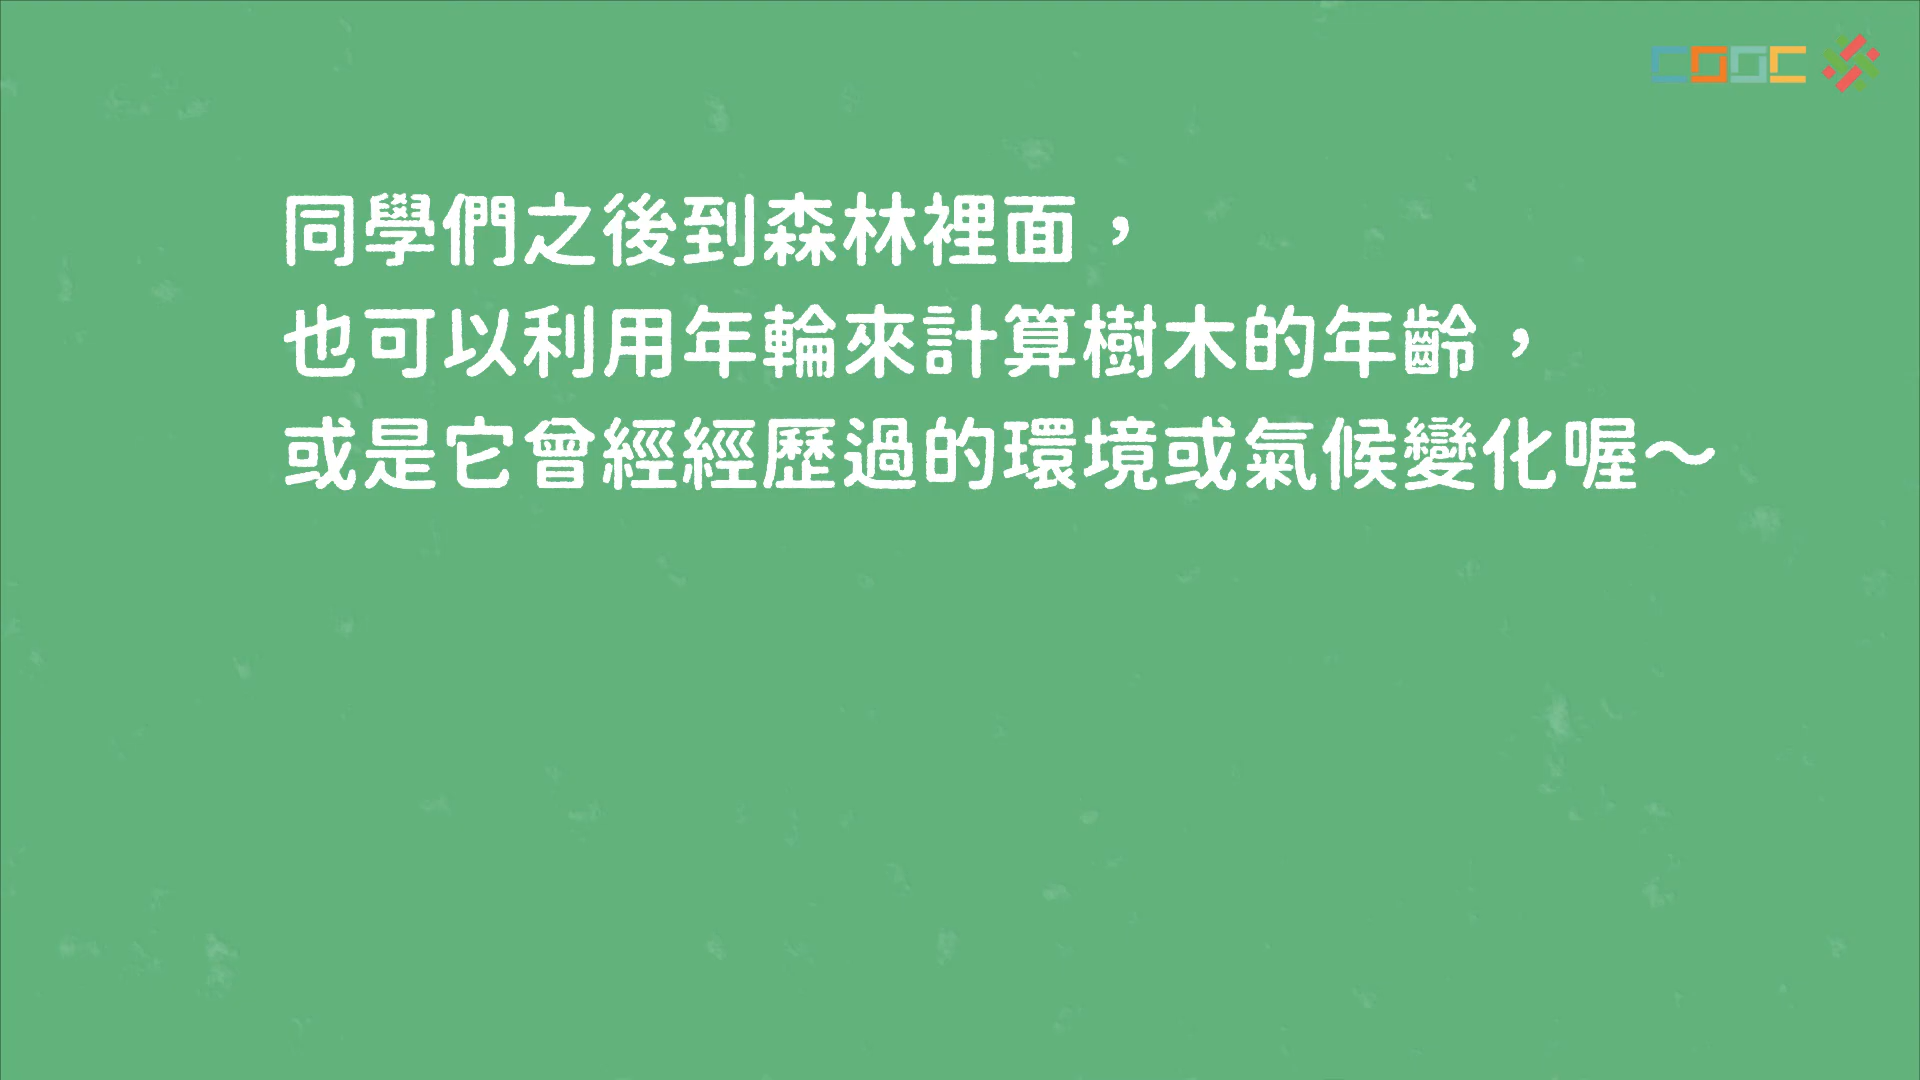 COOC
同學們之後到森林裡面，
也可以利用年輪來計算樹木的年齡，
或是它曾經經歷過的環境或氣候變化喔～